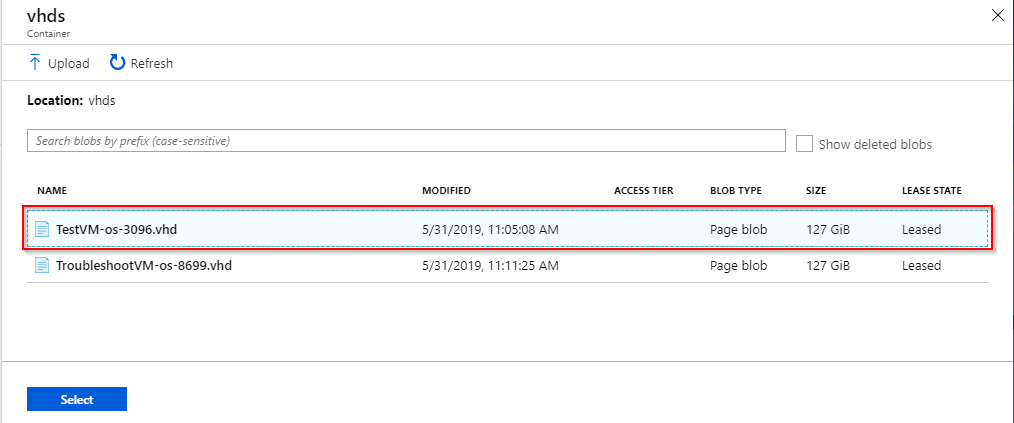 vhds
Container
Upload Refresh
Location: vhds
Search blobs by prefix (case-sensitive) Show deleted blobs
NAME MODIFIED ACCESS TIER BLOB TYPE SIZE LEASE STATE
TestVM-os-3096.vhd 5/31/2019, 11:05:08 AM Page blob 127 GiB Leased
TroubleshootVM-os-8699.vhd 5/31/2019, 11:11:25 AM Page blob 127 GiB Leased
Select